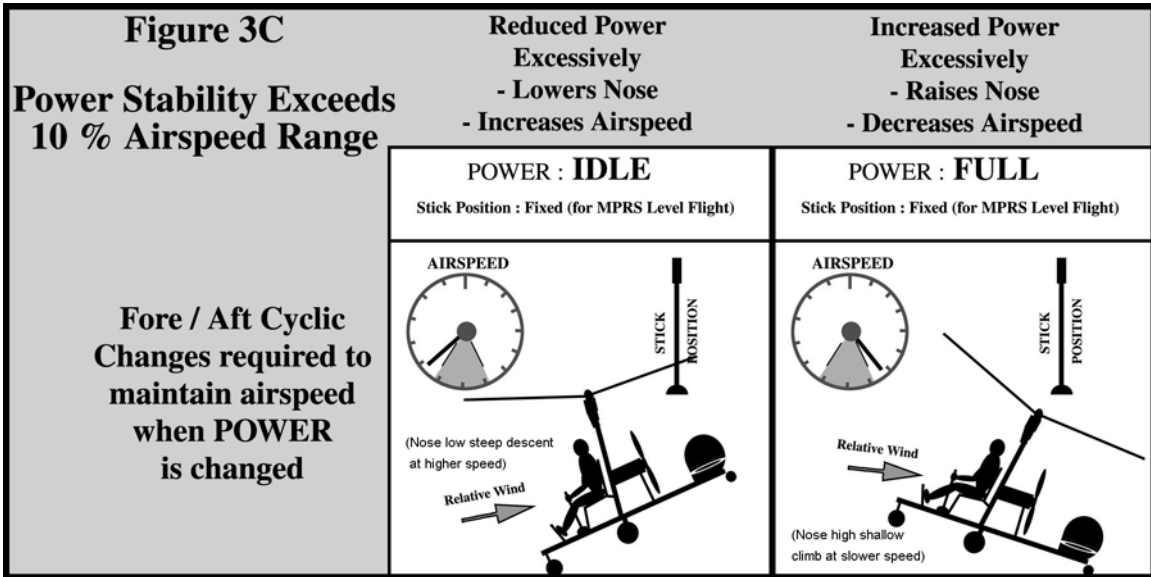 Figure 3C
Power Stability Exceeds
10 % Airspeed Range
Fore / Aft Cyclic
Changes required to
maintain airspeed
when POWER
is changed
Reduced Power
Excessively
- Lowers Nose
- Increases Airspeed
POWER : IDLE
Stick Position : Fixed (for MPRS Level Flight)
AIRSPEED
STICK
POSITION
(Nose low steep descent
at higher speed)
Relative Wind
Increased Power
Excessively
- Raises Nose
- Decreases Airspeed
POWER : FULL
Stick Position : Fixed (for MPRS Level Flight)
AIRSPEED
STICK
POSITION
Relative Wind
(Nose high shallow
climb at slower speed)